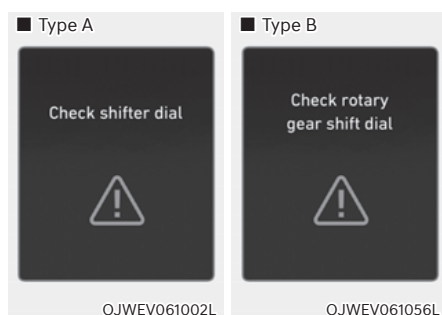 ■ Type A
Check shifter dial
OJWEV061002L
■ Type B
Check rotary
gear shift dial
OJWEV061056L